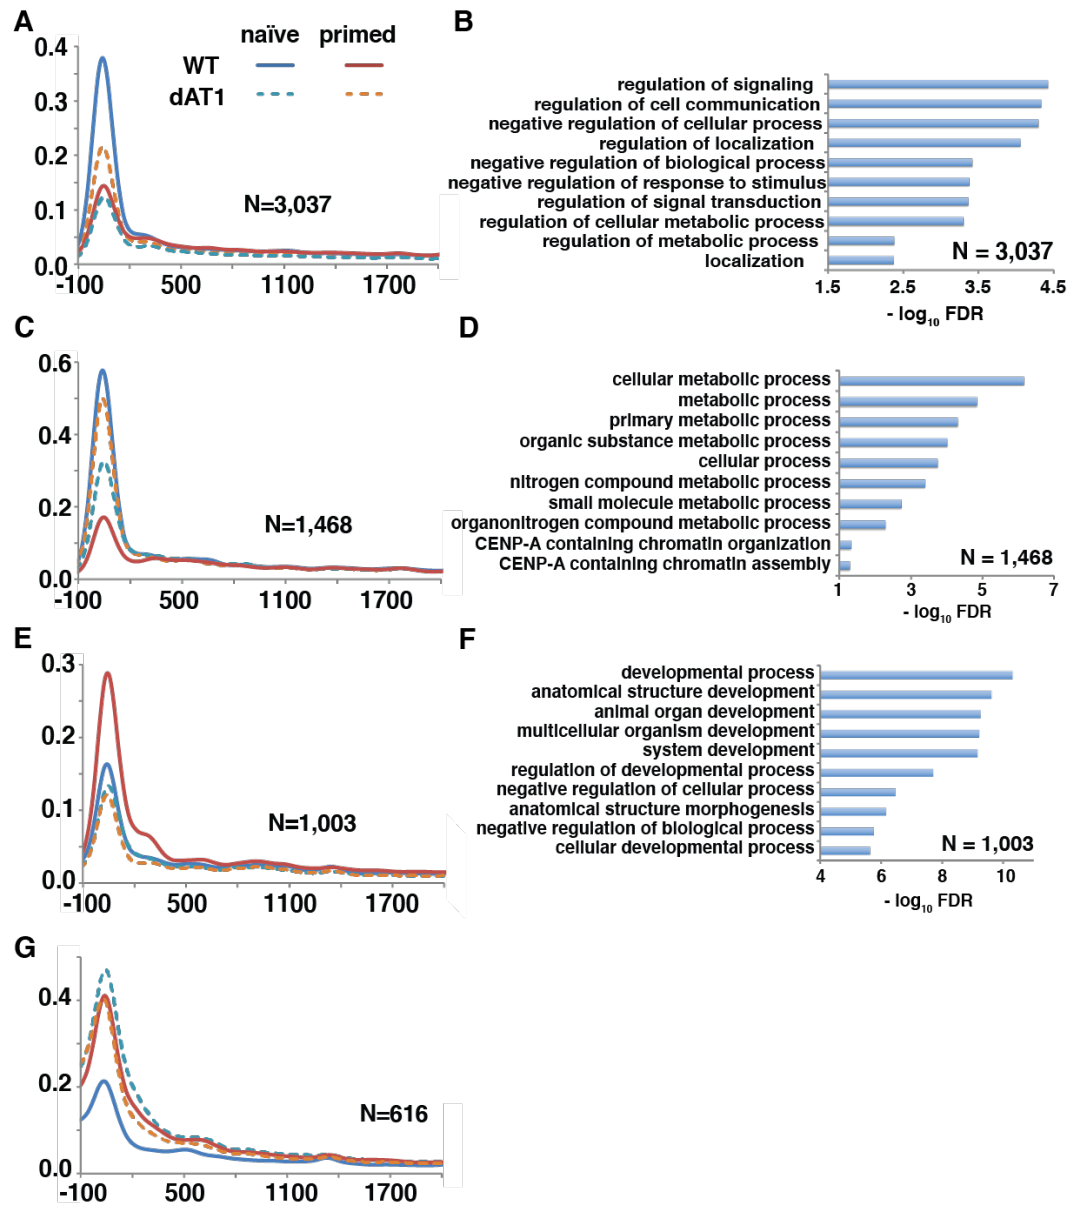 A
naïve primed
WT
dAT1
0.4
0.3
0.2
0.1
0.0
N=3,037
-100 500 1100 1700
B
regulation of signaling
regulation of cell communication
negative regulation of cellular process
regulation of localization
negative regulation of biological process
negative regulation of response to stimulus
regulation of signal transduction
regulation of cellular metabolic process
regulation of metabolic process
localization
N = 3,037
1.5 2.5 3.5 4.5
- log10 FDR
C
0.6
0.4
0.2
0.0
N=1,468
-100 500 1100 1700
D
cellular metabolic process
metabolic process
primary metabolic process
organic substance metabolic process
cellular process
nitrogen compound metabolic process
small molecule metabolic process
organonitrogen compound metabolic process
CENP-A containing chromatin organization
CENP-A containing chromatin assembly
N = 1,468
1 3 5 7
- log10 FDR
E
0.3
0.2
0.1
0.0
N=1,003
-100 500 1100 1700
F
developmental process
anatomical structure development
animal organ development
multicellular organism development
system development
regulation of developmental process
negative regulation of cellular process
anatomical structure morphogenesis
negative regulation of biological process
cellular developmental process
N = 1,003
4 6 8 10
- log10 FDR
G
0.4
0.2
0.0
N=616
-100 500 1100 1700